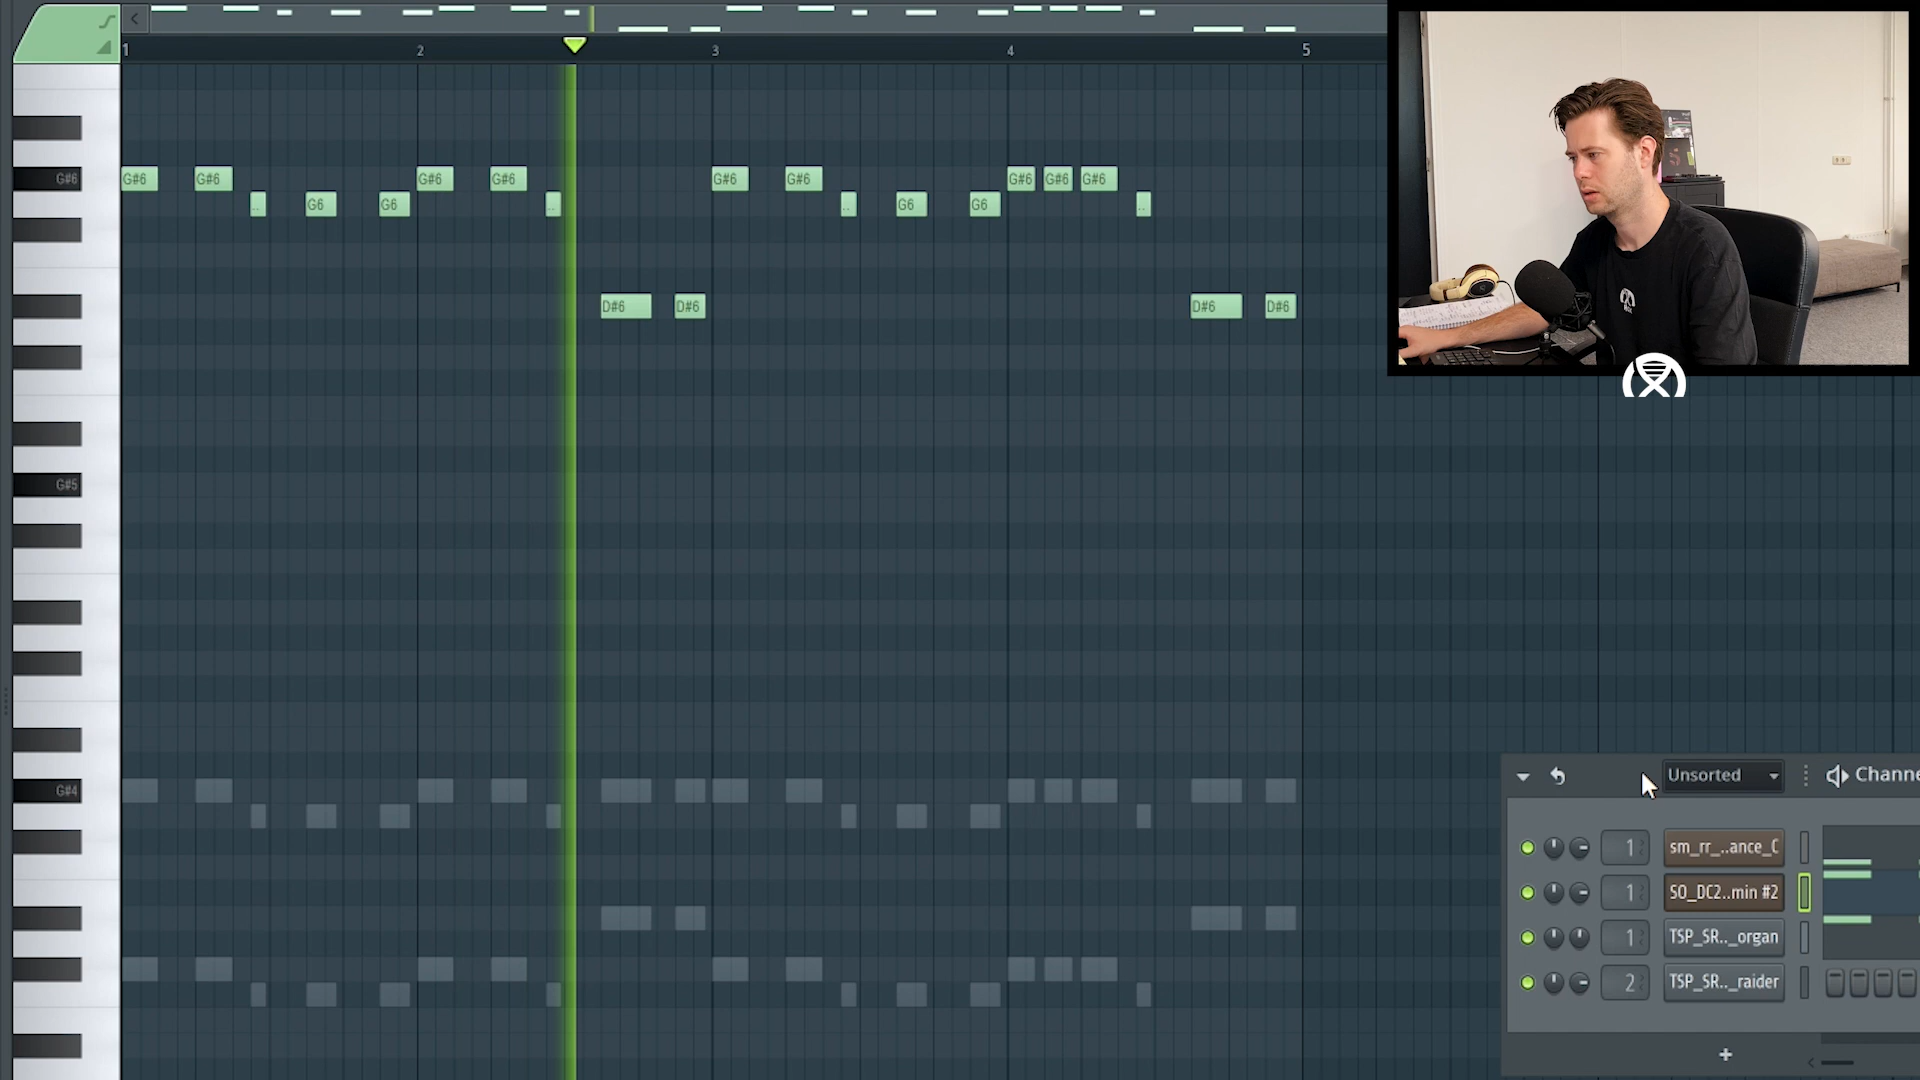 1 2 3 4 5
G#6 G#6 G#6 G#6 G#6 G#6 G#6 G#6 G#6 G#6
.. G6 G6 .. .. G6 G6 ..
D#6 D#6 D#6 D#6
G#5
G#4
Unsorted Channe
1 sm_rr_..ance_C
1 SO_DC2..min #2
1 TSP_SR.._organ
2 TSP_SR.._raider
+